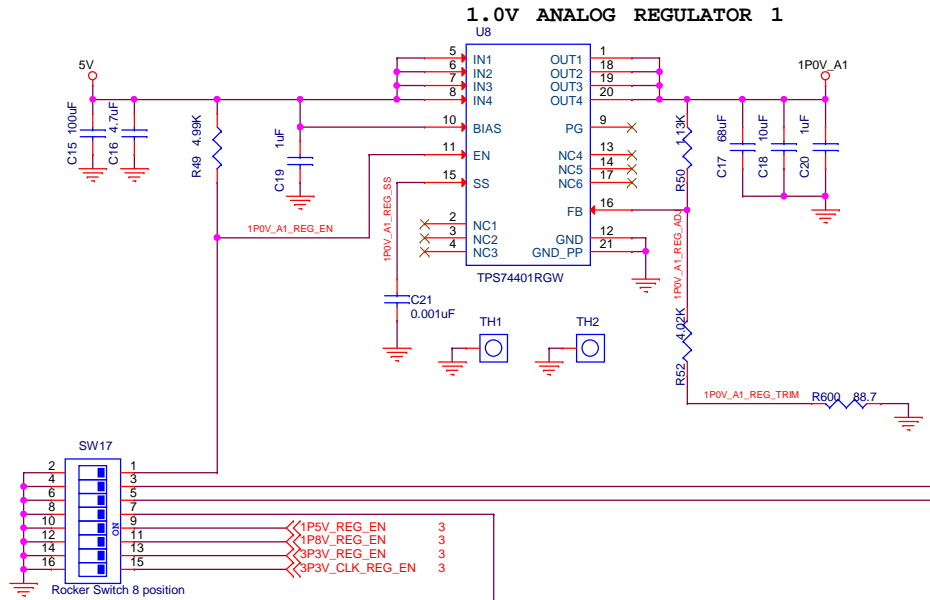 1.0V ANALOG REGULATOR 1
U8
5V
1P0V_A1
5 IN1 OUT1 1
6 IN2 OUT2 18
7 IN3 OUT3 19
8 IN4 OUT4 20
10 BIAS PG 9
11 EN NC4 13
NC5 14
15 SS NC6 17
FB 16
2 NC1
3 NC2 GND 12
4 NC3 GND_PP 21
TPS74401RGW
C15 100uF
C16 4.7uF
R49 4.99K
C19 1uF
1P0V_A1_REG_SS
1P0V_A1_REG_EN
C21
0.001uF
TH1
TH2
R50 1.13K
C17 68uF
C18 10uF
C20 1uF
1P0V_A1_REG_ADJ
R52 4.02K
1P0V_A1_REG_TRIM
R600 88.7
SW17
2 1
4 3
6 5
8 7
10 9 1P5V_REG_EN 3
12 11 1P8V_REG_EN 3
14 13 3P3V_REG_EN 3
16 15 3P3V_CLK_REG_EN 3
ON
Rocker Switch 8 position